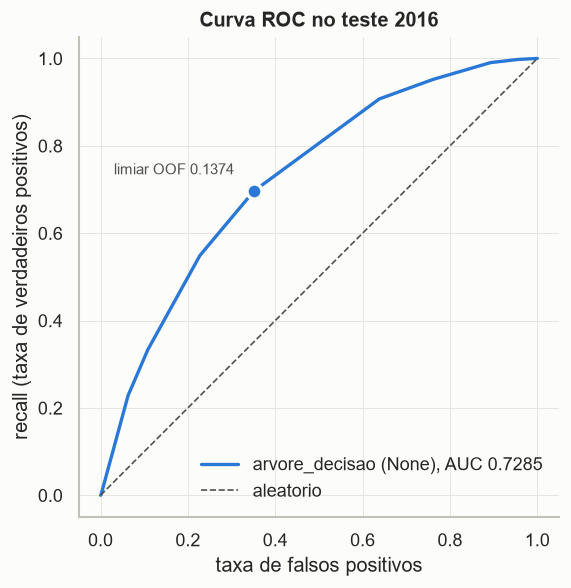 Curva ROC no teste 2016
recall (taxa de verdadeiros positivos)
1.0
0.8
0.6
0.4
0.2
0.0
limiar OOF 0.1374
arvore_decisao (None), AUC 0.7285
aleatorio
0.0 0.2 0.4 0.6 0.8 1.0
taxa de falsos positivos